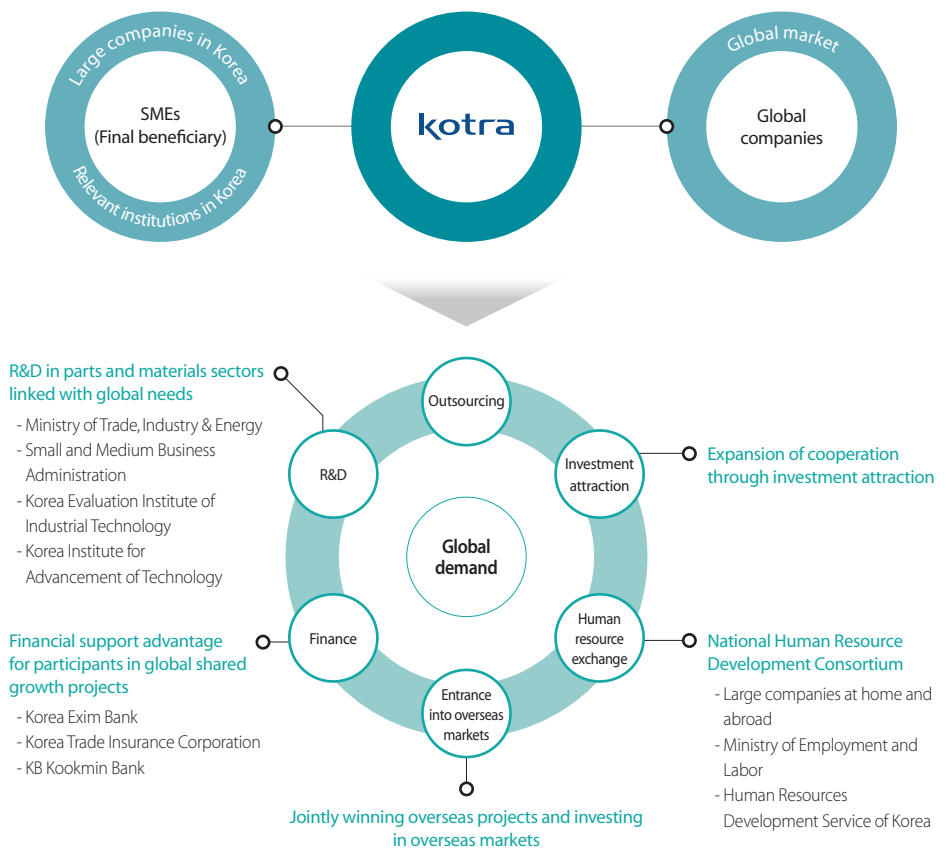 Large companies in Korea
SMEs
(Final beneficiary)
Relevant institutions in Korea
kotra
Global market
Global
companies
R&D in parts and materials sectors
linked with global needs
- Ministry of Trade, Industry & Energy
- Small and Medium Business
Administration
- Korea Evaluation Institute of
Industrial Technology
- Korea Institute for
Advancement of Technology
Outsourcing
R&D
Investment
attraction
Expansion of cooperation
through investment attraction
Global
demand
Financial support advantage
for participants in global shared
growth projects
- Korea Exim Bank
- Korea Trade Insurance Corporation
- KB Kookmin Bank
Finance
Human
resource
exchange
National Human Resource
Development Consortium
- Large companies at home and
abroad
- Ministry of Employment and
Labor
- Human Resources
Development Service of Korea
Entrance
into overseas
markets
Jointly winning overseas projects and investing
in overseas markets